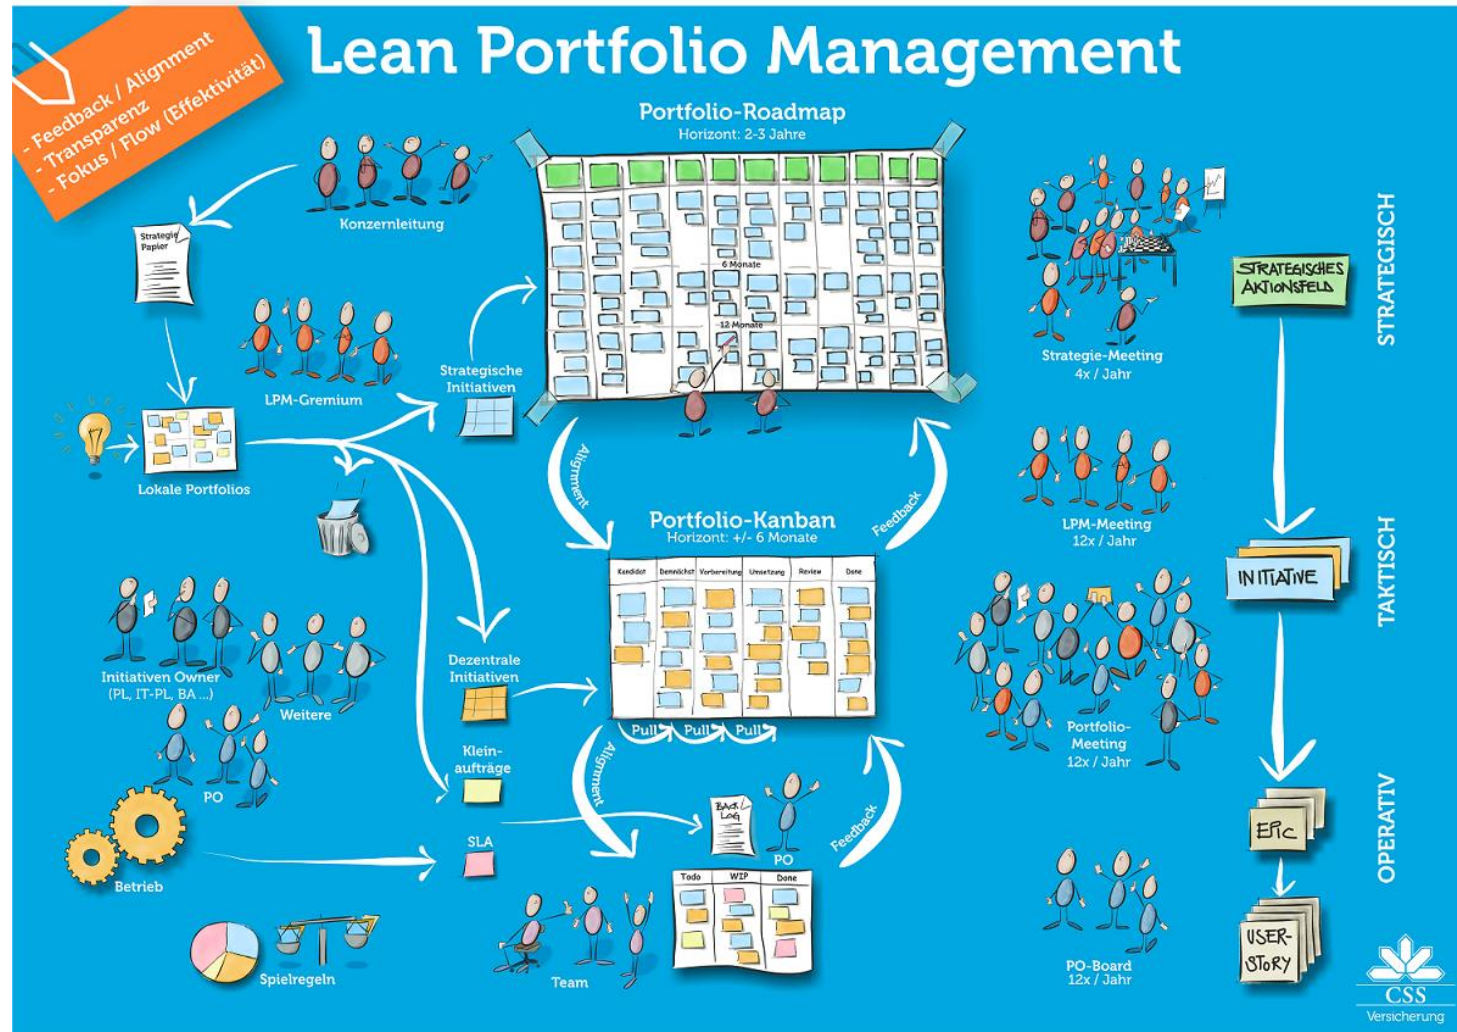 Lean Portfolio Management
- Feedback / Alignment
- Transparenz
- Fokus / Flow (Effektivität)
Portfolio-Roadmap
Horizont: 2-3 Jahre
Konzernleitung
Strategie
Papier
6 Monate
12 Monate
LPM-Gremium
Strategische
Initiativen
Lokale Portfolios
Alignment
Feedback
Portfolio-Kanban
Horizont: +/- 6 Monate
Kandidat
Demnächst
Vorbereitung
Umsetzung
Review
Done
Pull
Pull
Pull
Initiativen Owner
(PL, IT-PL, BA ...)
Weitere
PO
Dezentrale
Initiativen
Klein-
aufträge
SLA
Betrieb
Spielregeln
Alignment
Feedback
BACK
LOG
PO
Todo
WIP
Done
Team
Strategie-Meeting
4x / Jahr
LPM-Meeting
12x / Jahr
Portfolio-
Meeting
12x / Jahr
PO-Board
12x / Jahr
STRATEGISCHES
AKTIONSFELD
INITIATIVE
EPIC
USER-
STORY
STRATEGISCH
TAKTISCH
OPERATIV
CSS
Versicherung